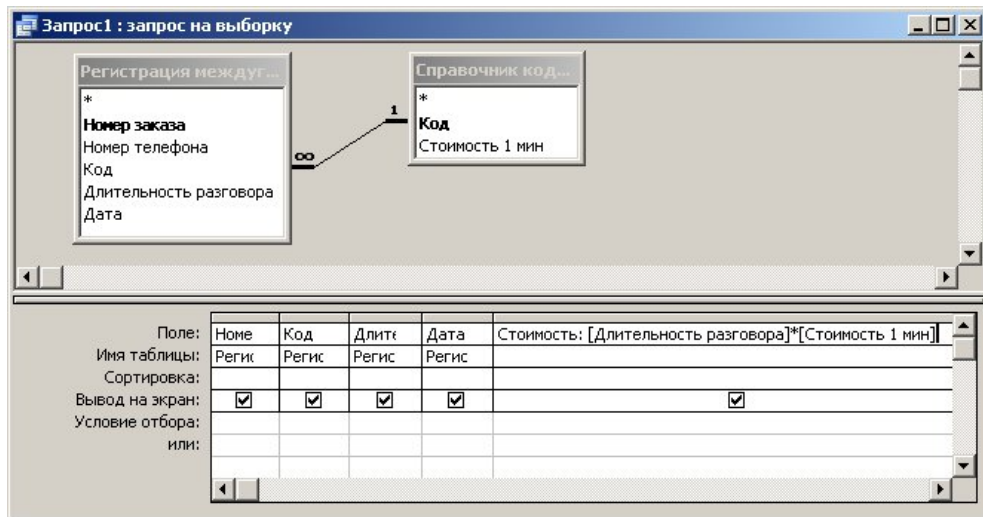 Запрос1 : запрос на выборку
Регистрация междуг...
*
Номер заказа
Номер телефона
Код
Длительность разговора
Дата
∞
1
Справочник код...
*
Код
Стоимость 1 мин
Поле: Номе Код Длите Дата Стоимость: [Длительность разговора]*[Стоимость 1 мин]
Имя таблицы: Регис Регис Регис Регис
Сортировка:
Вывод на экран:
Условие отбора:
или: